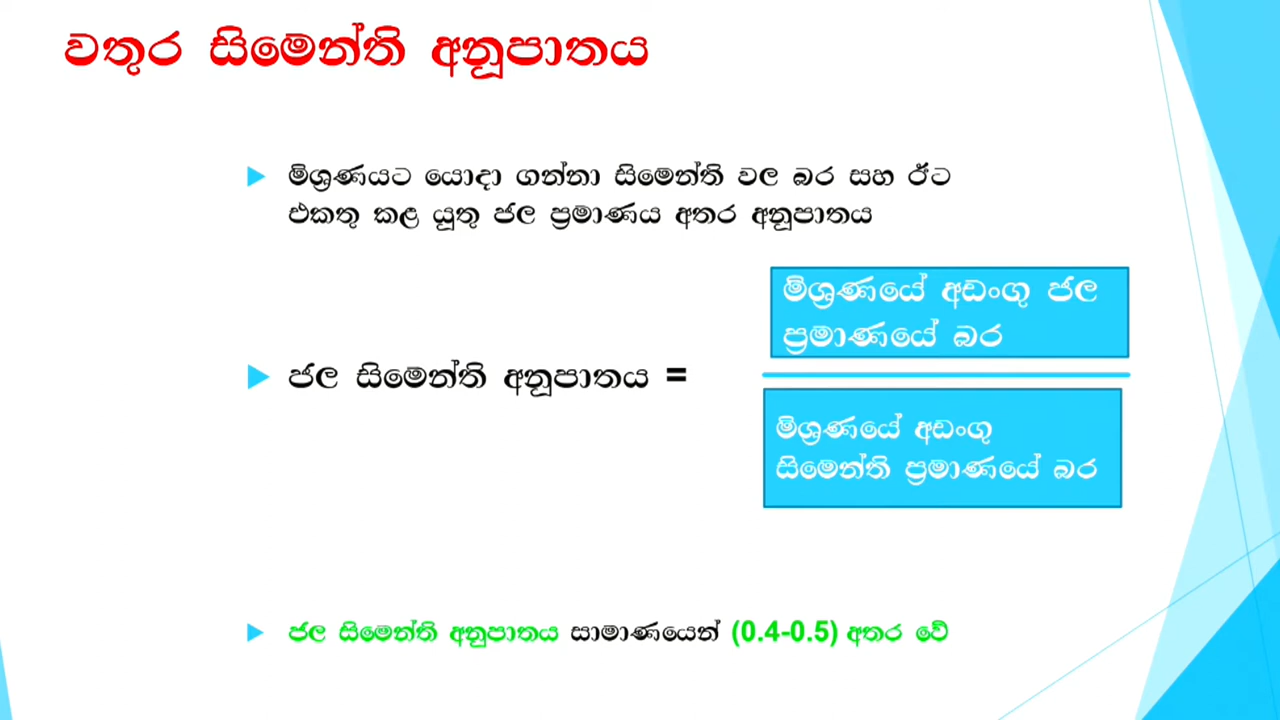 වතුර සිමෙන්ති අනූපාතය
මිශ්‍රණයට යොදා ගන්නා සිමෙන්ති වල බර සහ ඊට
එකතු කළ යූතු ජල ප්‍රමාණය අතර අනූපාතය
මිශ්‍රණයේ අඩංගු ජල
ප්‍රමාණයේ බර
ජල සිමෙන්ති අනූපාතය =
මිශ්‍රණයේ අඩංගු
සිමෙන්ති ප්‍රමාණයේ බර
ජල සිමෙන්ති අනුපාතය සාමාණයෙන් (0.4-0.5) අතර වේ